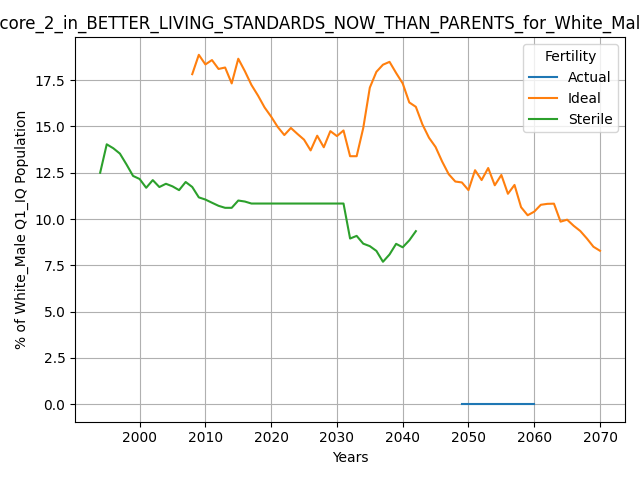 core_2_in_BETTER_LIVING_STANDARDS_NOW_THAN_PARENTS_for_White_Mal
Fertility
Actual
Ideal
Sterile
% of White_Male Q1_IQ Population
17.5
15.0
12.5
10.0
7.5
5.0
2.5
0.0
2000 2010 2020 2030 2040 2050 2060 2070
Years